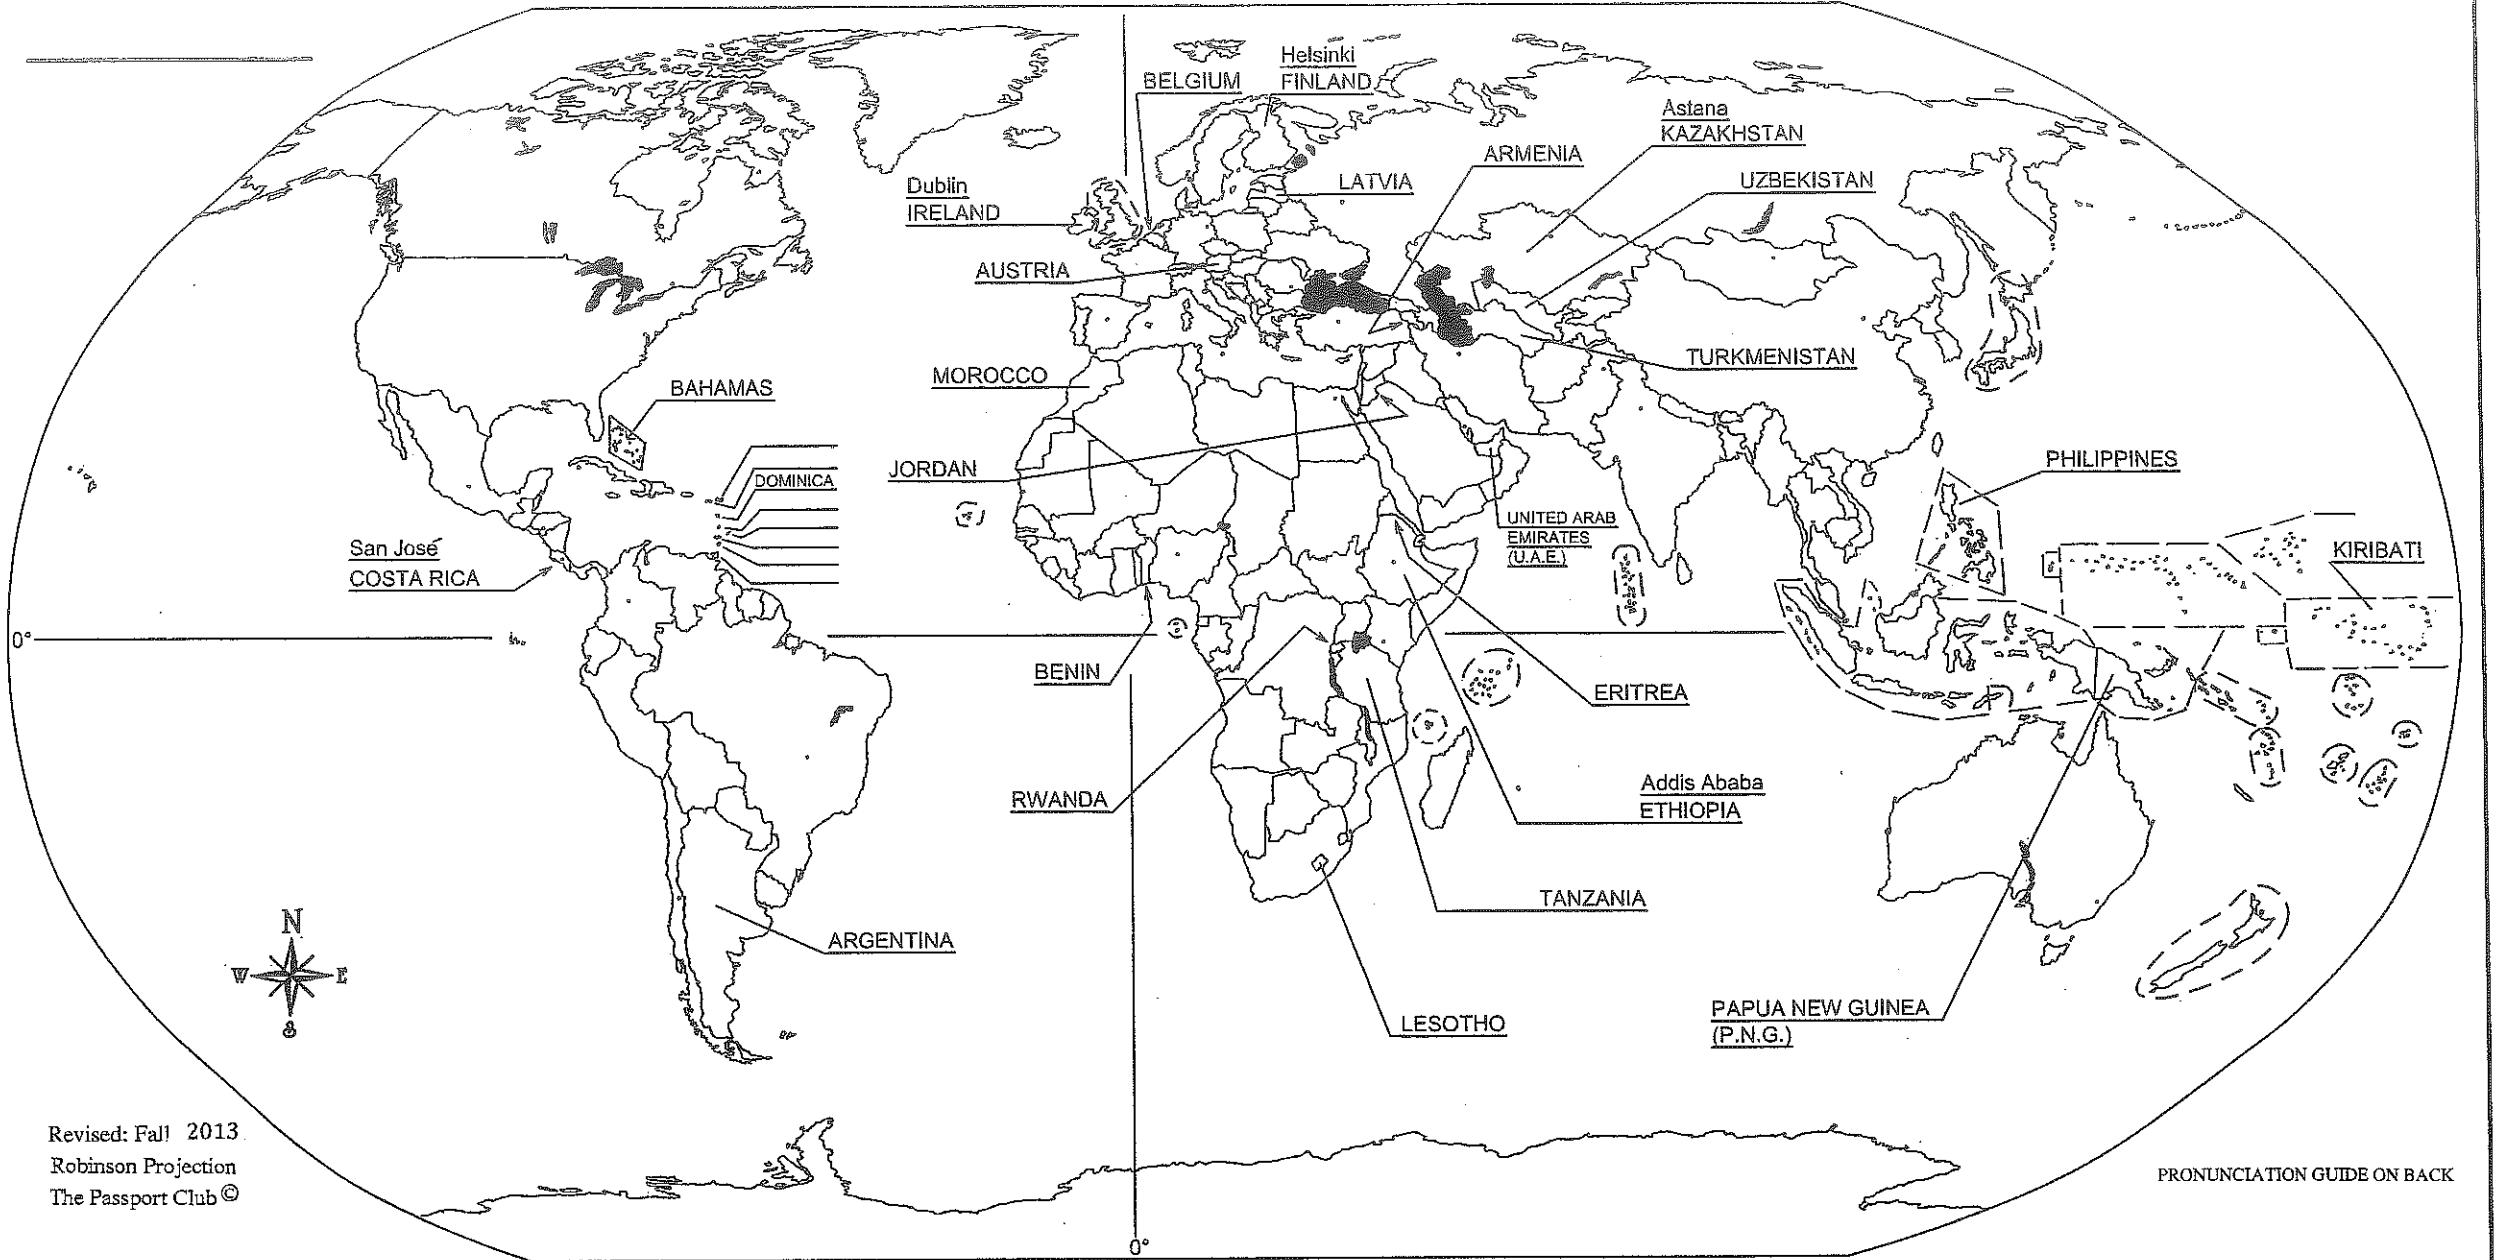 Helsinki
FINLAND
BELGIUM
Astana
KAZAKHSTAN
ARMENIA
LATVIA
UZBEKISTAN
Dublin
IRELAND
AUSTRIA
TURKMENISTAN
MOROCCO
BAHAMAS
JORDAN
PHILIPPINES
DOMINICA
UNITED ARAB
EMIRATES
(U.A.E.)
San José
COSTA RICA
KIRIBATI
0°
BENIN
ERITREA
RWANDA
Addis Ababa
ETHIOPIA
TANZANIA
N
W
E
S
ARGENTINA
LESOTHO
PAPUA NEW GUINEA
(P.N.G.)
Revised: Fall 2013
Robinson Projection
The Passport Club ©
PRONUNCIATION GUIDE ON BACK
0°